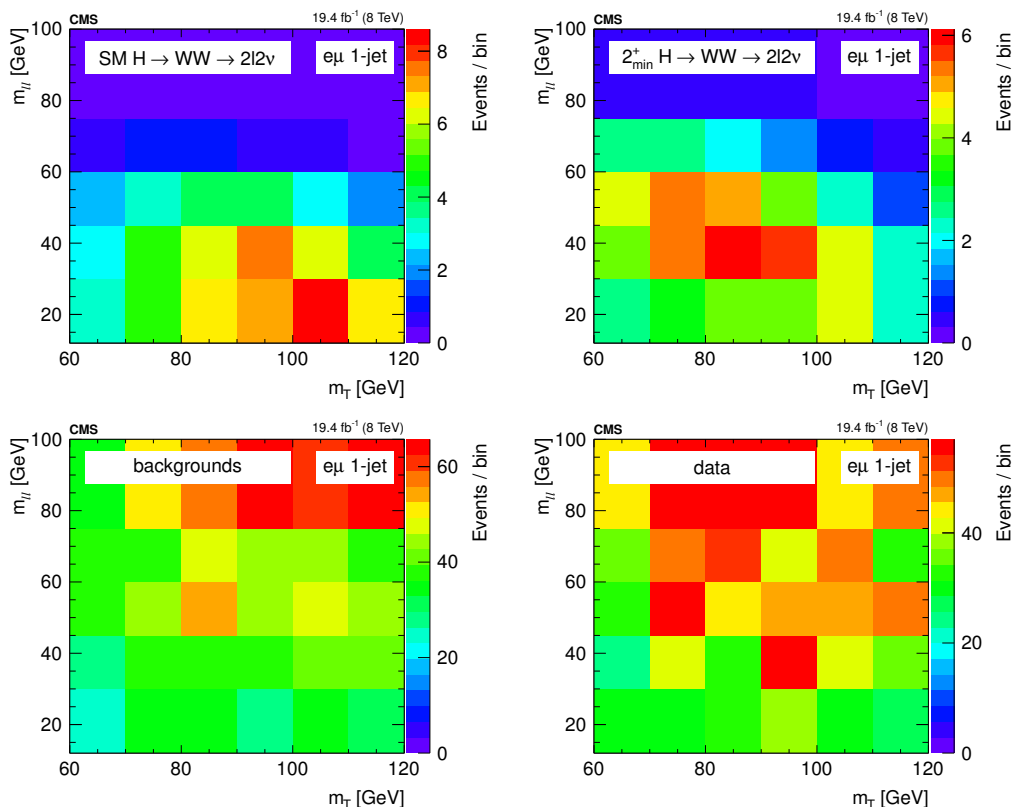 CMS 19.4 fb⁻¹ (8 TeV)
SM H → WW → 2l2ν eμ 1-jet
m_ll [GeV]
100
80
60
40
20
60 80 100 120
m_T [GeV]
8
6
4
2
0
Events / bin
CMS 19.4 fb⁻¹ (8 TeV)
2⁺_min H → WW → 2l2ν eμ 1-jet
m_ll [GeV]
100
80
60
40
20
60 80 100 120
m_T [GeV]
6
4
2
0
Events / bin
CMS 19.4 fb⁻¹ (8 TeV)
backgrounds eμ 1-jet
m_ll [GeV]
100
80
60
40
20
60 80 100 120
m_T [GeV]
60
40
20
0
Events / bin
CMS 19.4 fb⁻¹ (8 TeV)
data eμ 1-jet
m_ll [GeV]
100
80
60
40
20
60 80 100 120
m_T [GeV]
40
20
0
Events / bin